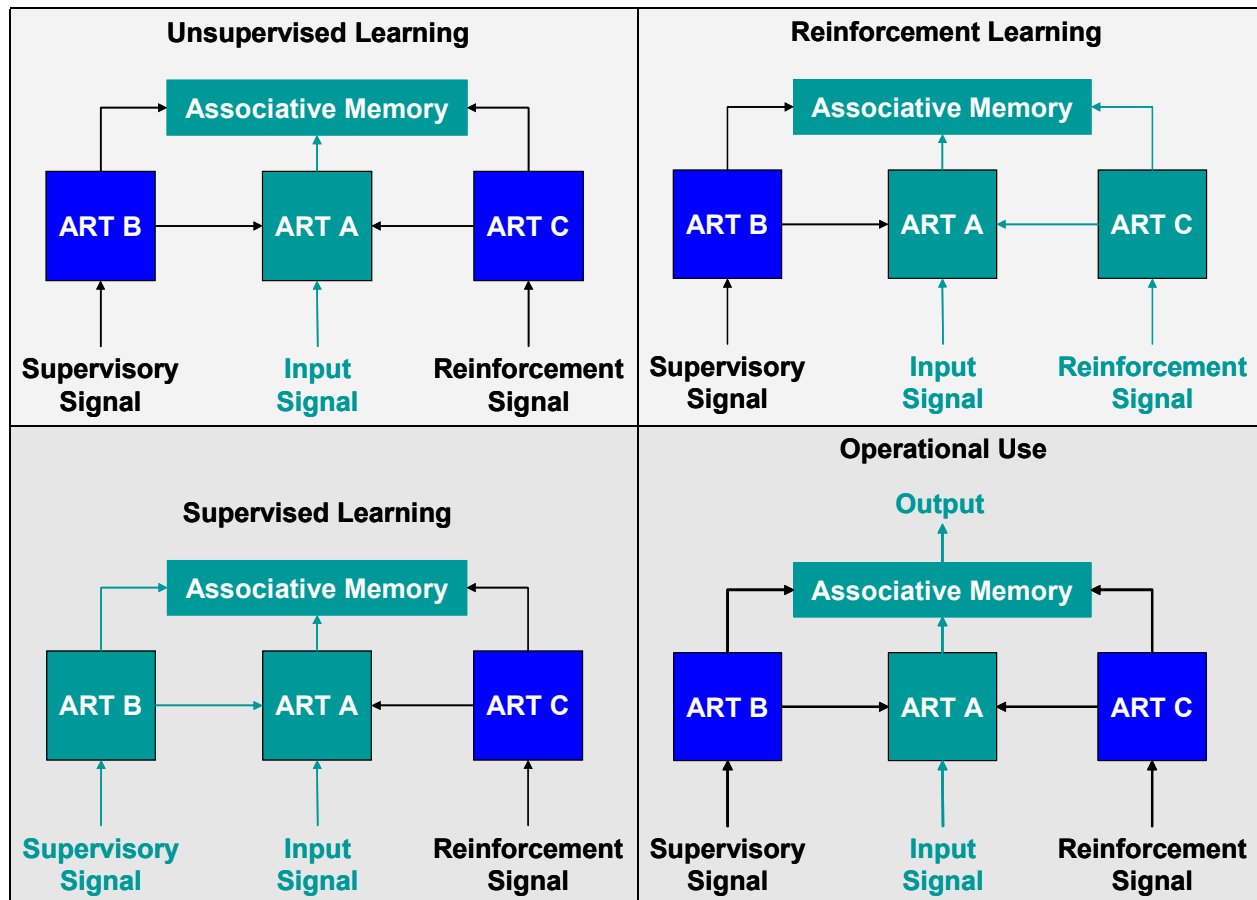 Unsupervised Learning
Associative Memory
ART B
ART A
ART C
Supervisory
Signal
Input
Signal
Reinforcement
Signal
Reinforcement Learning
Associative Memory
ART B
ART A
ART C
Supervisory
Signal
Input
Signal
Reinforcement
Signal
Supervised Learning
Associative Memory
ART B
ART A
ART C
Supervisory
Signal
Input
Signal
Reinforcement
Signal
Operational Use
Output
Associative Memory
ART B
ART A
ART C
Supervisory
Signal
Input
Signal
Reinforcement
Signal